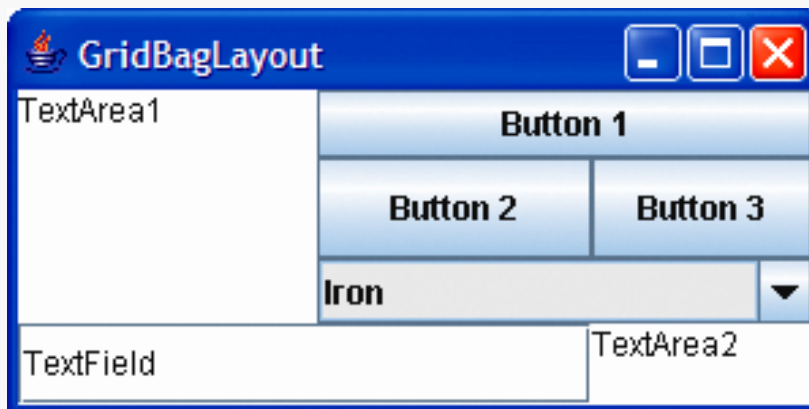 GridBagLayout
TextArea1
Button 1
Button 2
Button 3
Iron
TextField
TextArea2